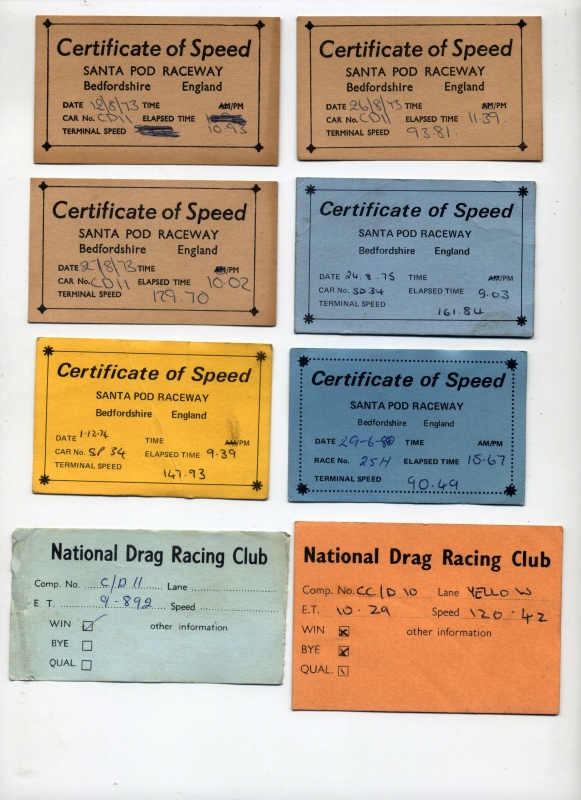 Certificate of Speed
SANTA POD RACEWAY
Bedfordshire England
DATE 12/8/73 TIME AM/PM
CAR No. CD11 ELAPSED TIME
10.93
TERMINAL SPEED
Certificate of Speed
SANTA POD RACEWAY
Bedfordshire England
DATE 26/8/73 TIME AM/PM
CAR No. CD11 ELAPSED TIME 11.39.
TERMINAL SPEED 93.81.
Certificate of Speed
SANTA POD RACEWAY
Bedfordshire England
DATE 27/8/73 TIME AM/PM
CAR No. CD11 ELAPSED TIME 10.02
TERMINAL SPEED 129.70
Certificate of Speed
SANTA POD RACEWAY
Bedfordshire England
DATE 24.8.75 TIME AM/PM
CAR No. SP34 ELAPSED TIME 9.03
TERMINAL SPEED 161.84
Certificate of Speed
SANTA POD RACEWAY
Bedfordshire England
DATE 1.12.74 TIME AM/PM
CAR No. SP 34 ELAPSED TIME 9.39
TERMINAL SPEED 147.93
Certificate of Speed
SANTA POD RACEWAY
Bedfordshire England
DATE 29-6-80 TIME AM/PM
RACE No. 25H ELAPSED TIME 15.67
TERMINAL SPEED 90.49
National Drag Racing Club
Comp. No. C/D 11 Lane
E.T. 9.892 Speed
WIN other information
BYE
QUAL.
National Drag Racing Club
Comp. No. CC/D 10 Lane YELLOW
E.T. 10.29 Speed 120.42
WIN other information
BYE
QUAL.